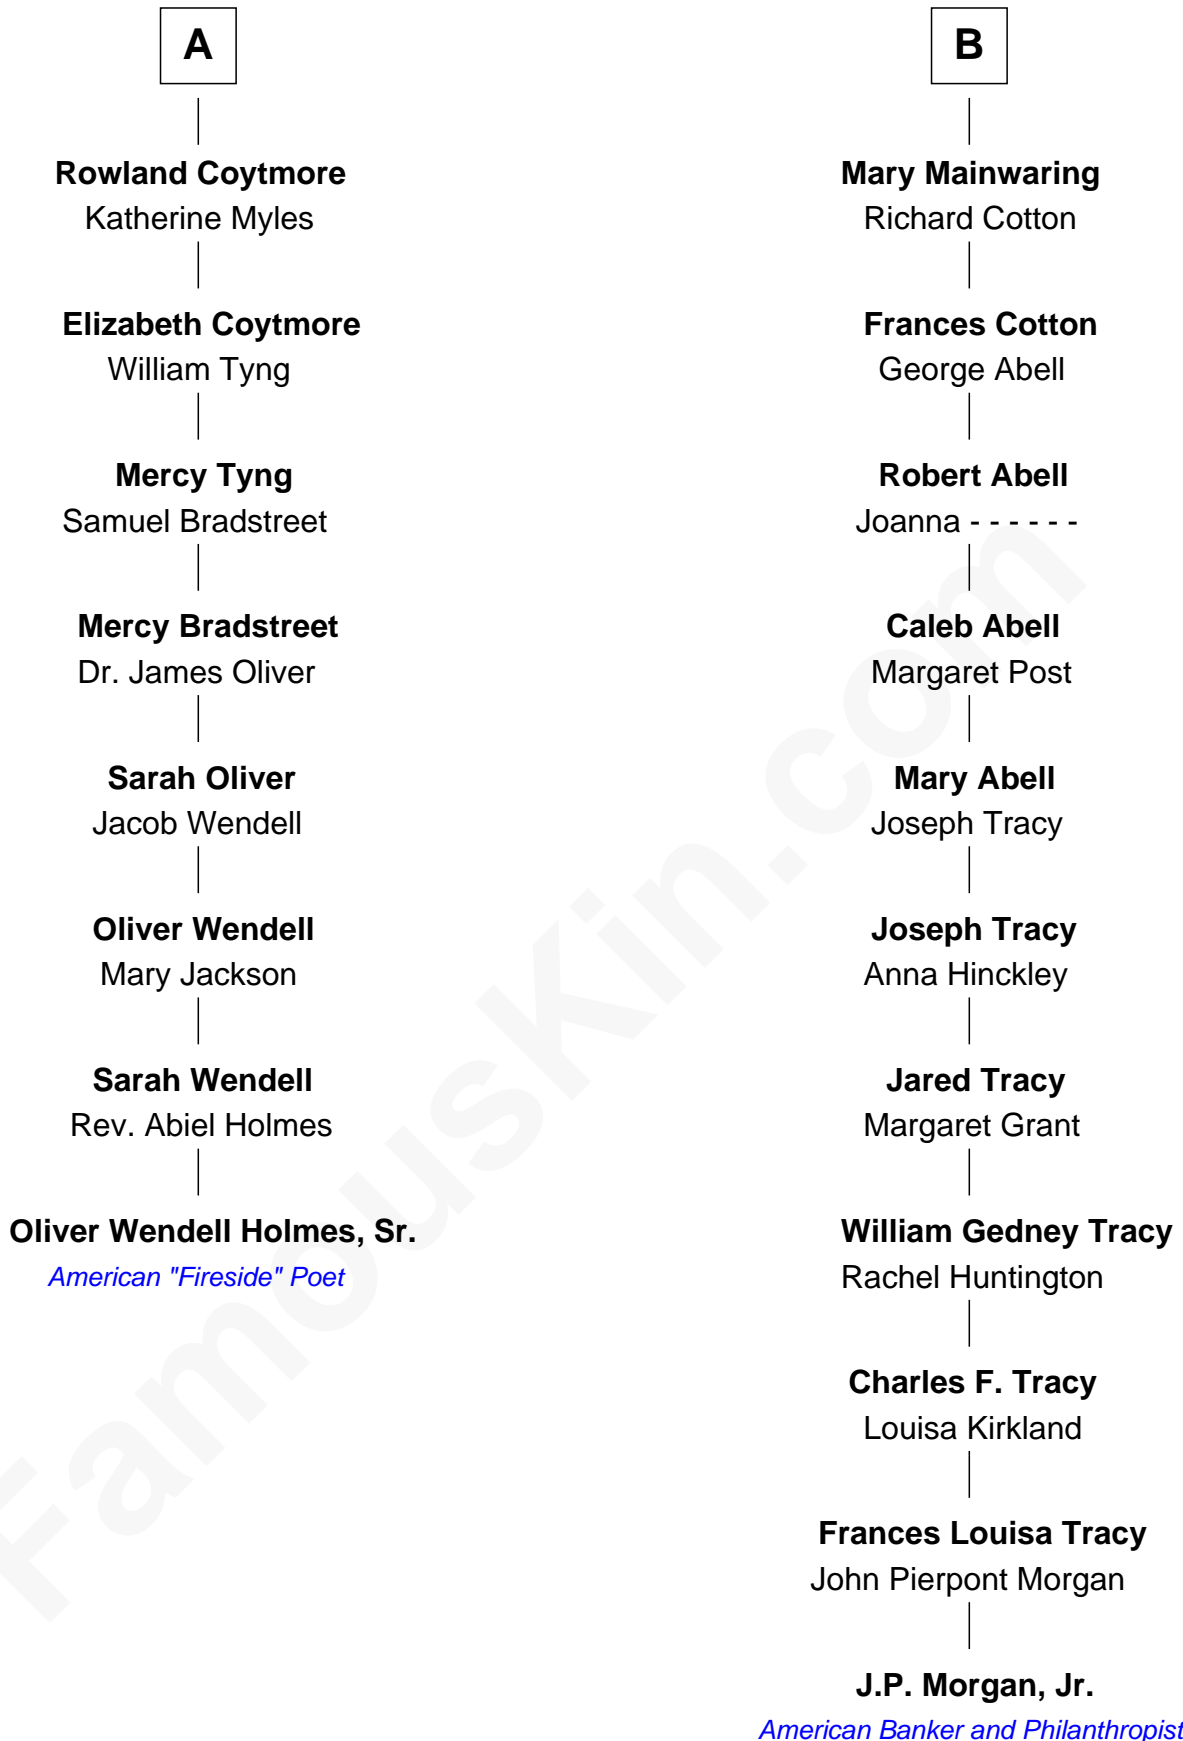 A
Rowland Coytmore
Katherine Myles
Elizabeth Coytmore
William Tyng
Mercy Tyng
Samuel Bradstreet
Mercy Bradstreet
Dr. James Oliver
Sarah Oliver
Jacob Wendell
Oliver Wendell
Mary Jackson
Sarah Wendell
Rev. Abiel Holmes
Oliver Wendell Holmes, Sr.
American "Fireside" Poet
B
Mary Mainwaring
Richard Cotton
Frances Cotton
George Abell
Robert Abell
Joanna - - - - - -
Caleb Abell
Margaret Post
Mary Abell
Joseph Tracy
Joseph Tracy
Anna Hinckley
Jared Tracy
Margaret Grant
William Gedney Tracy
Rachel Huntington
Charles F. Tracy
Louisa Kirkland
Frances Louisa Tracy
John Pierpont Morgan
J.P. Morgan, Jr.
American Banker and Philanthropist
FamousKin.com